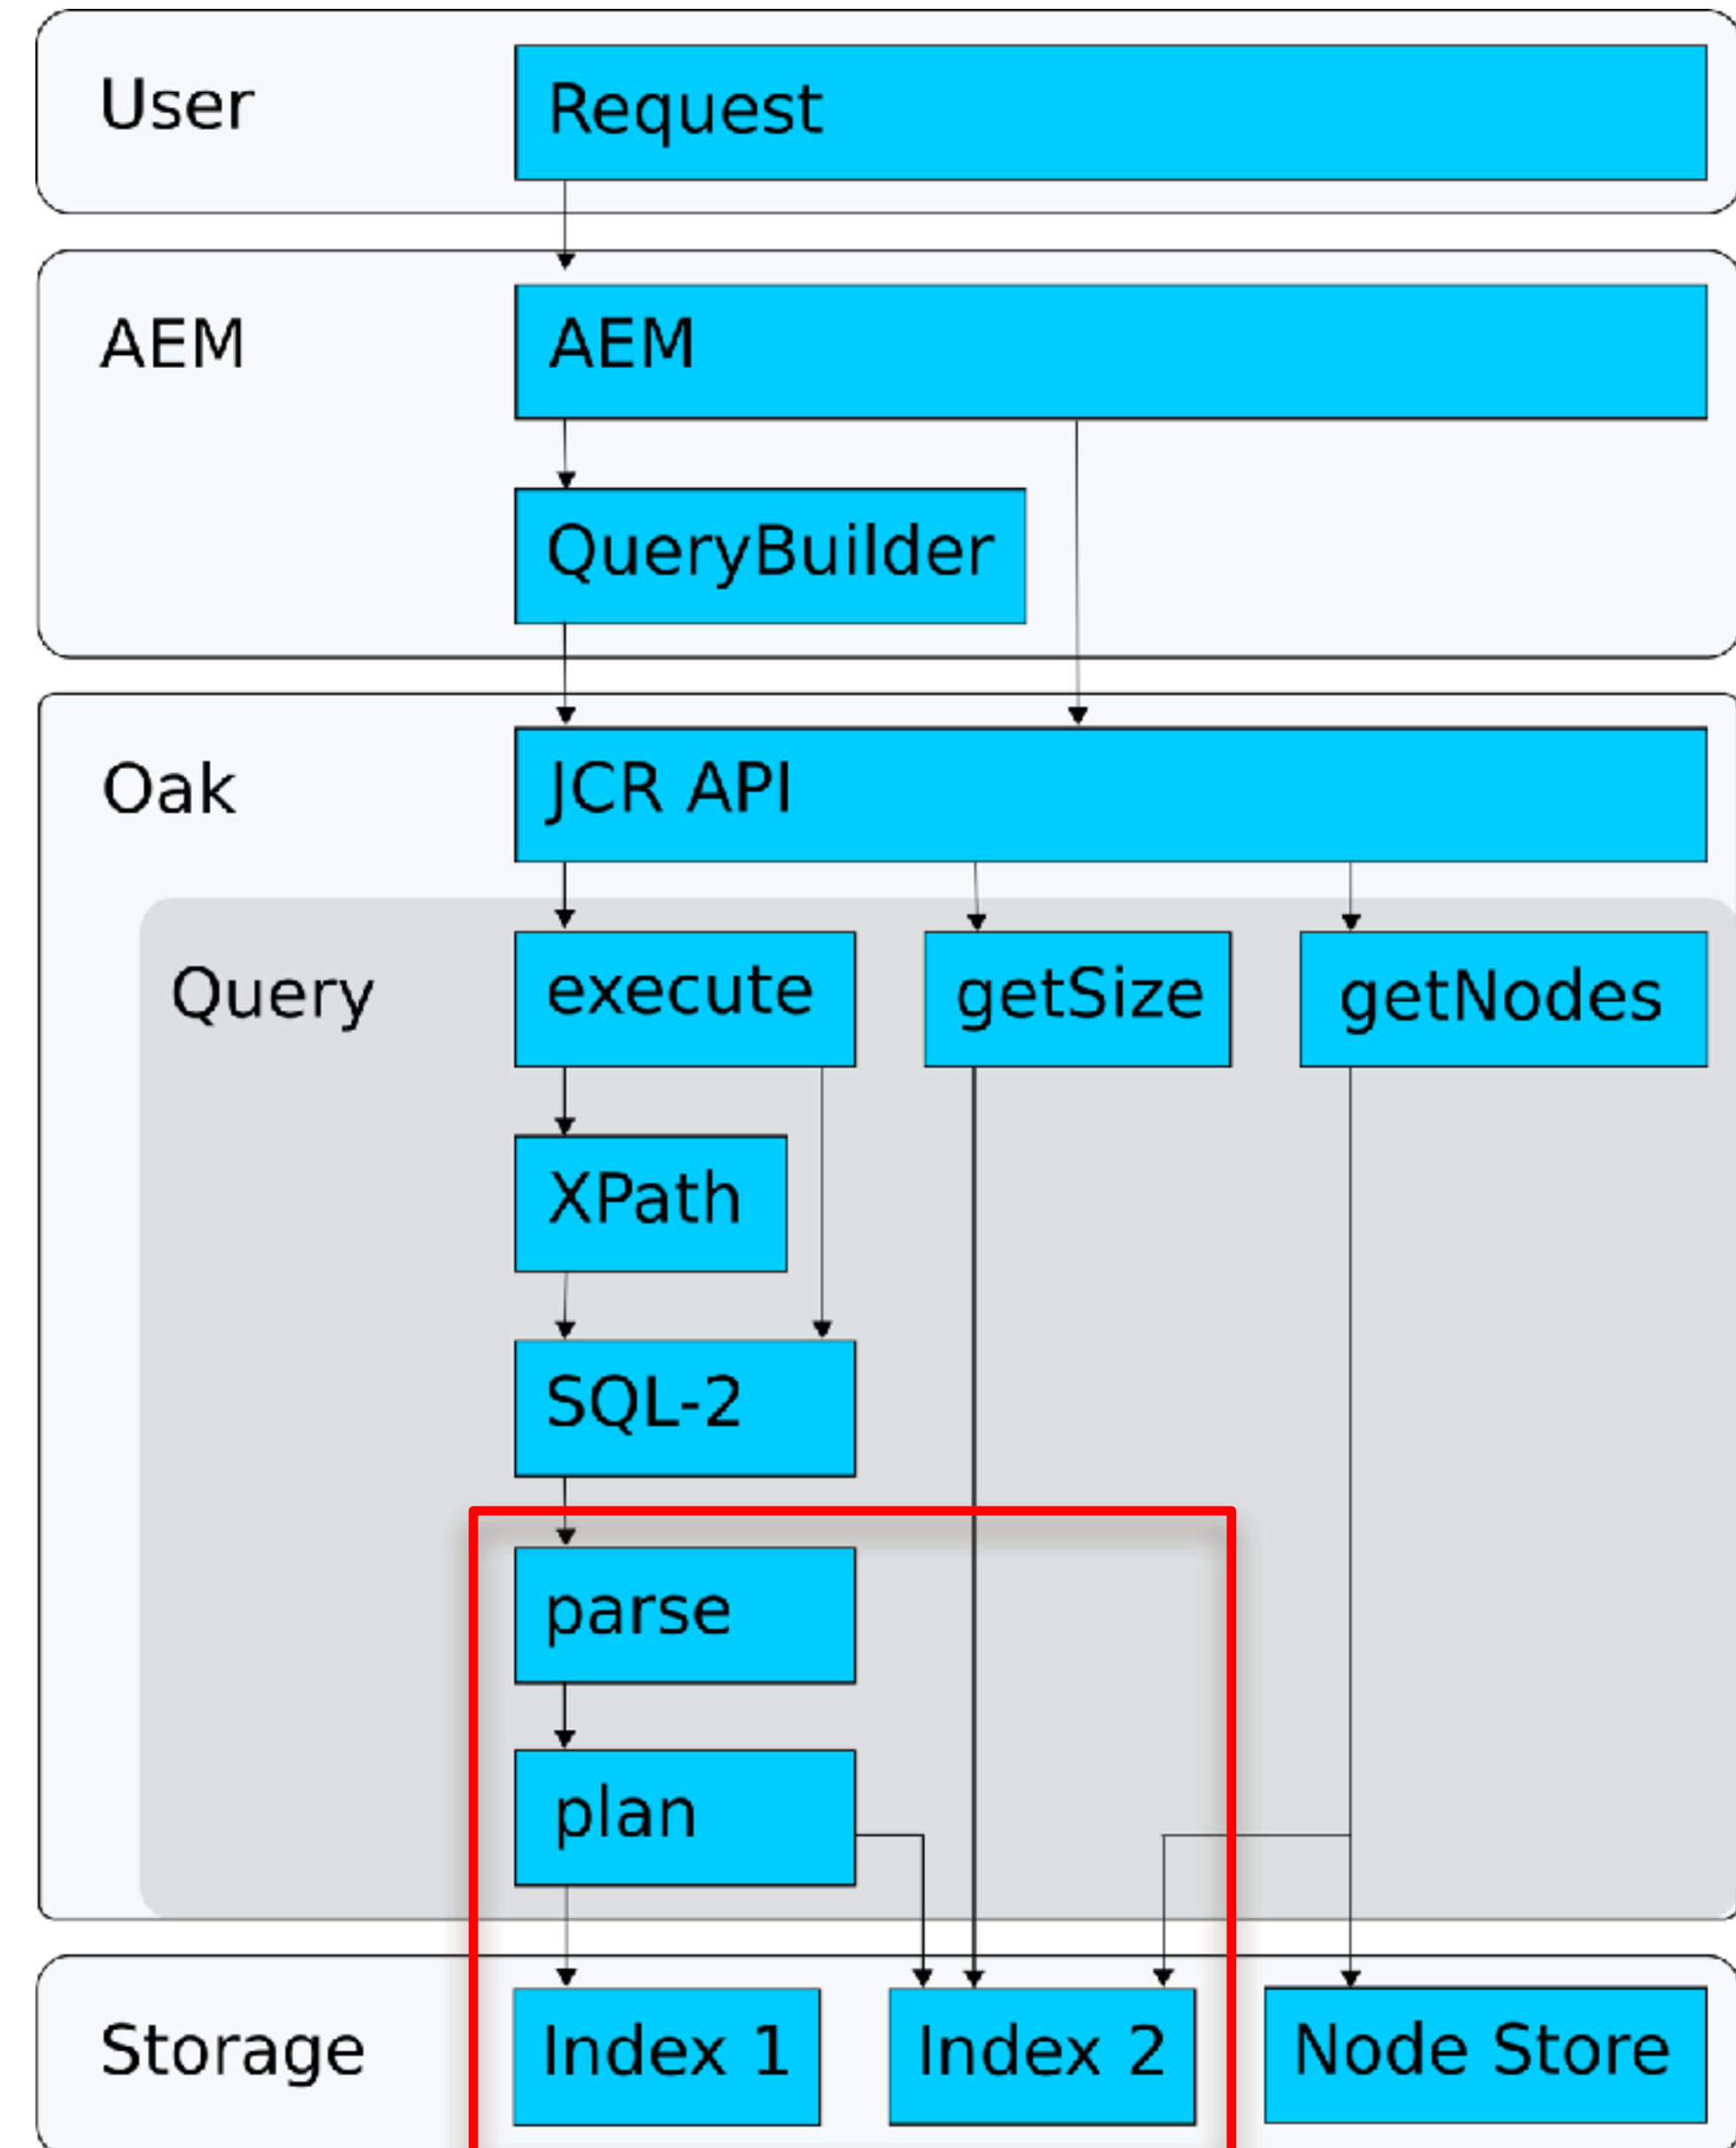 User
Request
AEM
AEM
QueryBuilder
Oak
JCR API
Query
execute
getSize
getNodes
XPath
SQL-2
parse
plan
Storage
Index 1
Index 2
Node Store